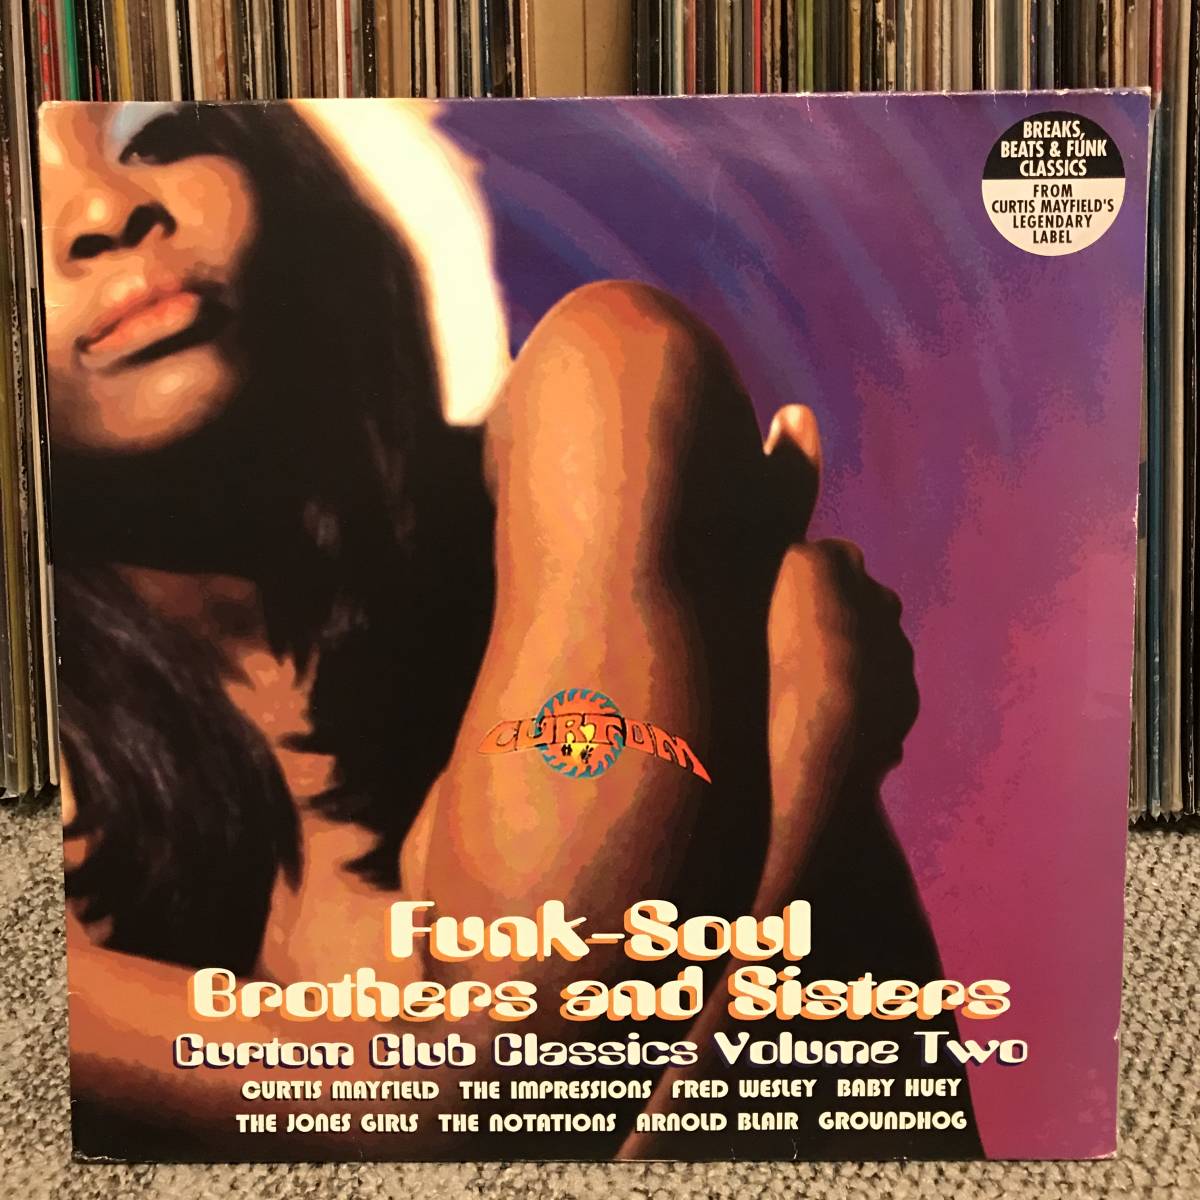 BREAKS,
BEATS & FUNK
CLASSICS
FROM
CURTIS MAYFIELD'S
LEGENDARY
LABEL
CURTOM
Funk-Soul
Brothers and Sisters
Curtom Club Classics Volume Two
CURTIS MAYFIELD THE IMPRESSIONS FRED WESLEY BABY HUEY
THE JONES GIRLS THE NOTATIONS ARNOLD BLAIR GROUNDHOG